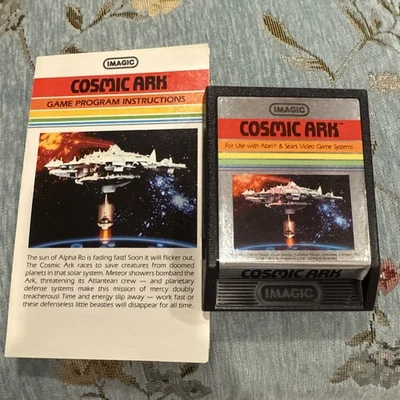 IMAGIC
COSMIC ARK™
GAME PROGRAM INSTRUCTIONS
The sun of Alpha Ro is fading fast! Soon it will flicker out.
The Cosmic Ark races to save creatures from doomed
planets in that solar system. Meteor showers bombard the
Ark, threatening its Atlantean crew — and planetary
defense systems make this mission of mercy doubly
treacherous! Time and energy slip away — work fast or
these defenseless little beasties will disappear for all time.
IMAGIC
COSMIC ARK™
For Use with Atari® & Sears Video Game Systems
COSMIC ARK™
IMAGIC